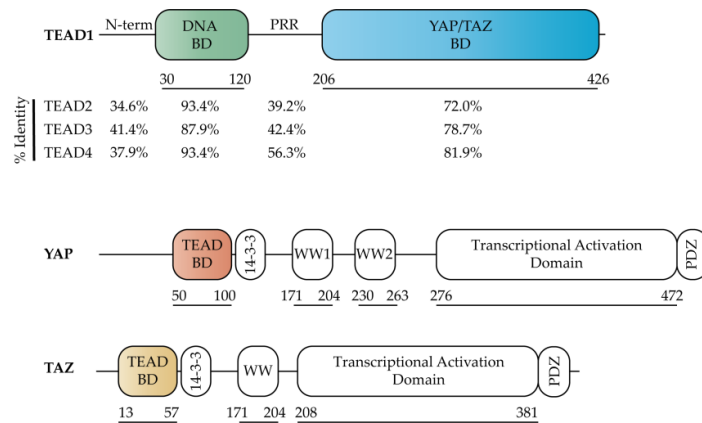 N-term DNA BD PRR YAP/TAZ BD
TEAD1
30 120 206 426
% Identity
TEAD2 34.6% 93.4% 39.2% 72.0%
TEAD3 41.4% 87.9% 42.4% 78.7%
TEAD4 37.9% 93.4% 56.3% 81.9%
YAP TEAD BD 14-3-3 WW1 WW2 Transcriptional Activation Domain PDZ
50 100 171 204 230 263 276 472
TAZ TEAD BD 14-3-3 WW Transcriptional Activation Domain PDZ
13 57 171 204 208 381